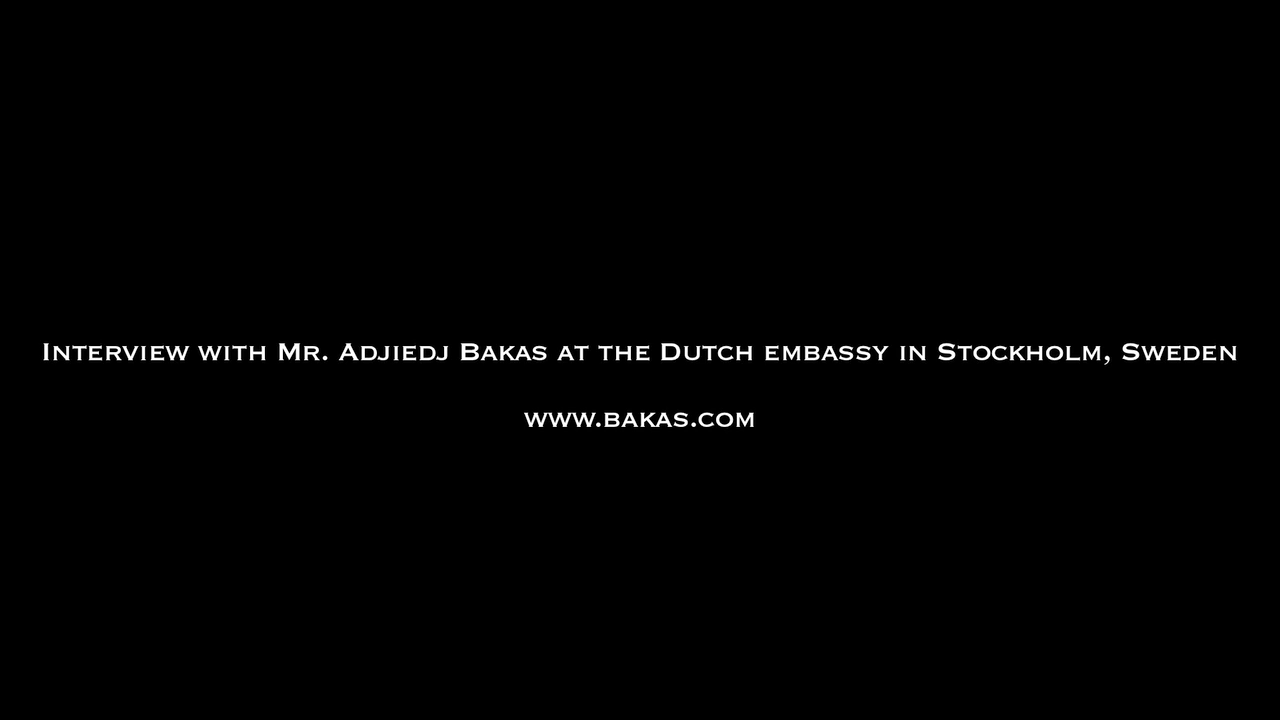 Interview with Mr. Adjiedj Bakas at the Dutch embassy in Stockholm, Sweden
www.bakas.com